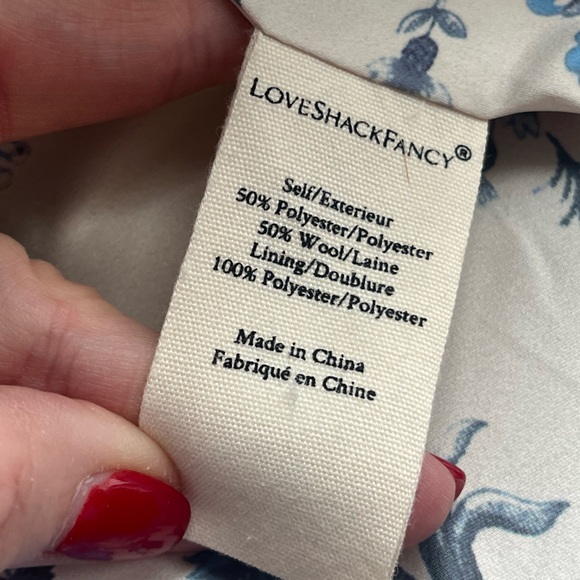 LOVESHACKFANCY®
Self/Exterieur
50% Polyester/Polyester
50% Wool/Laine
Lining/Doublure
100% Polyester/Polyester
Made in China
Fabriqué en Chine